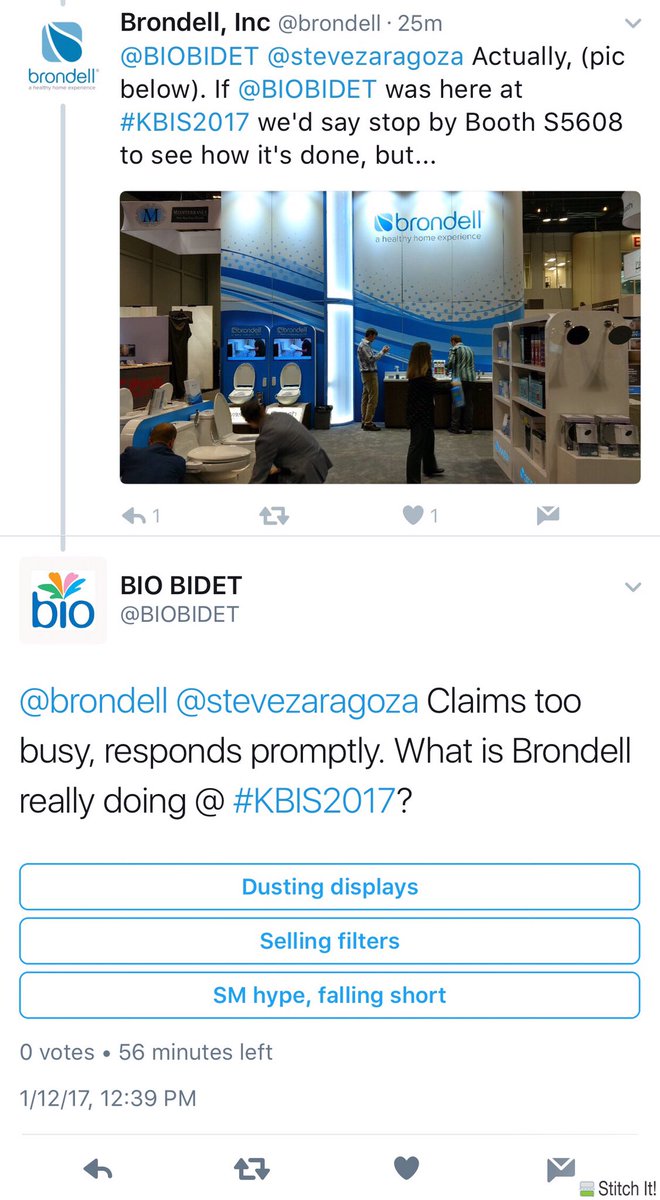 Brondell, Inc @brondell · 25m
@BIOBIDET @stevezaragoza Actually, (pic
below). If @BIOBIDET was here at
#KBIS2017 we'd say stop by Booth S5608
to see how it's done, but...
brondell
a healthy home experience
M
brondell
a healthy home experience
brondell
brondell
1
1
bio
BIO BIDET
@BIOBIDET
@brondell @stevezaragoza Claims too
busy, responds promptly. What is Brondell
really doing @ #KBIS2017?
Dusting displays
Selling filters
SM hype, falling short
0 votes • 56 minutes left
1/12/17, 12:39 PM
Stitch It!